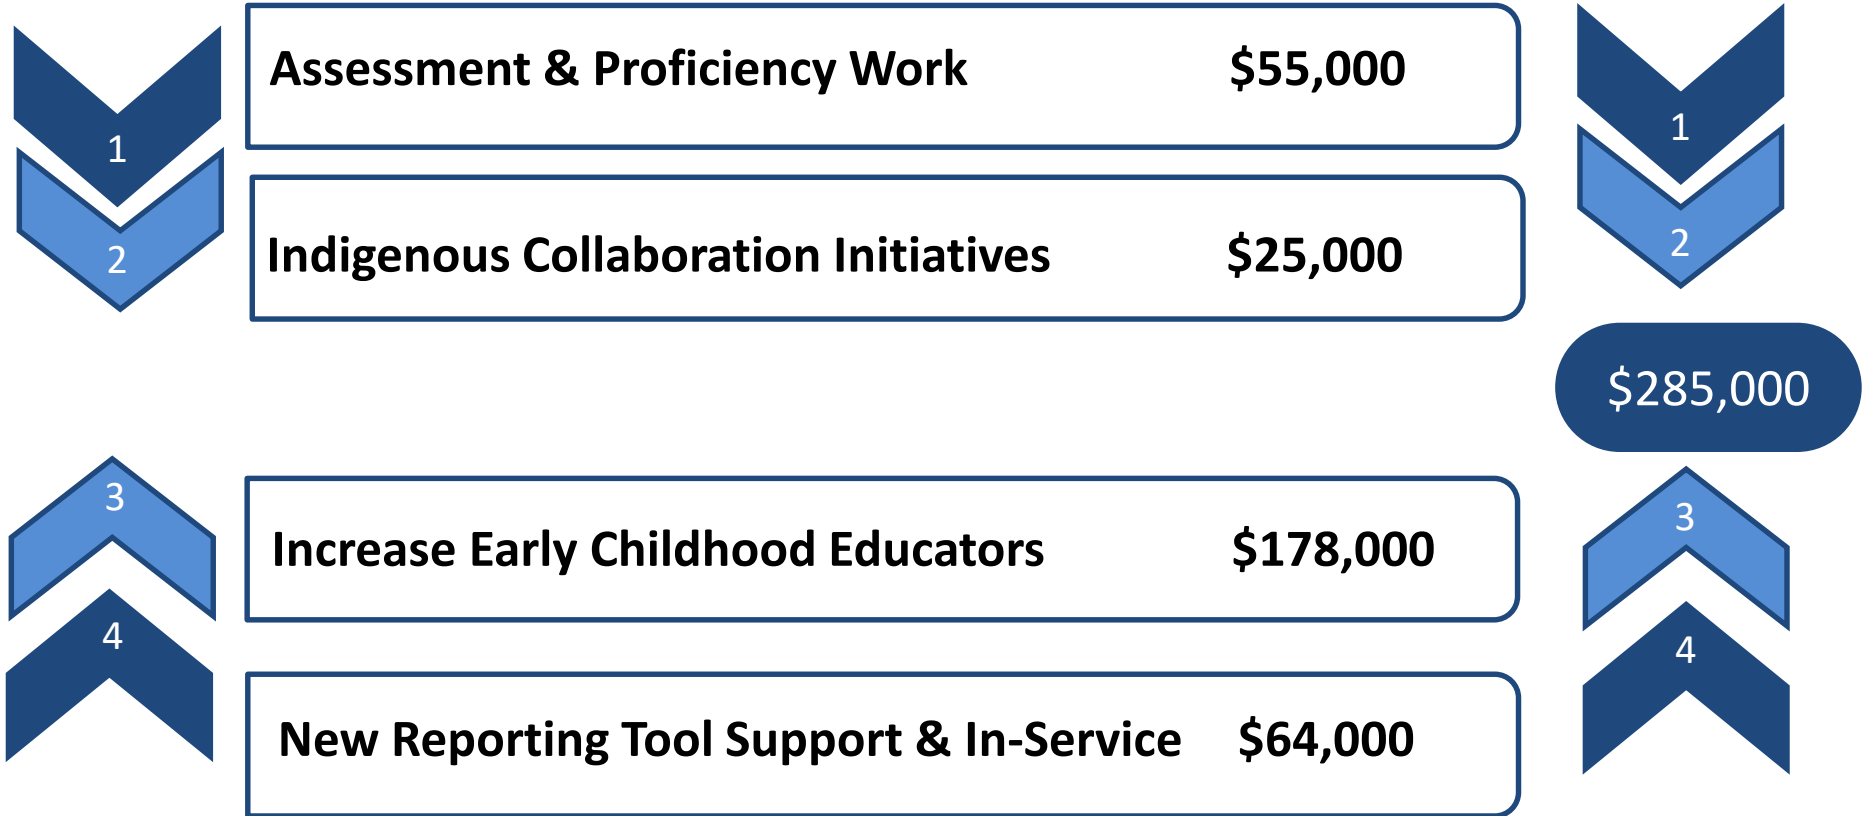 1
Assessment & Proficiency Work $55,000
1
2
Indigenous Collaboration Initiatives $25,000
2
$285,000
3
Increase Early Childhood Educators $178,000
3
4
New Reporting Tool Support & In-Service $64,000
4